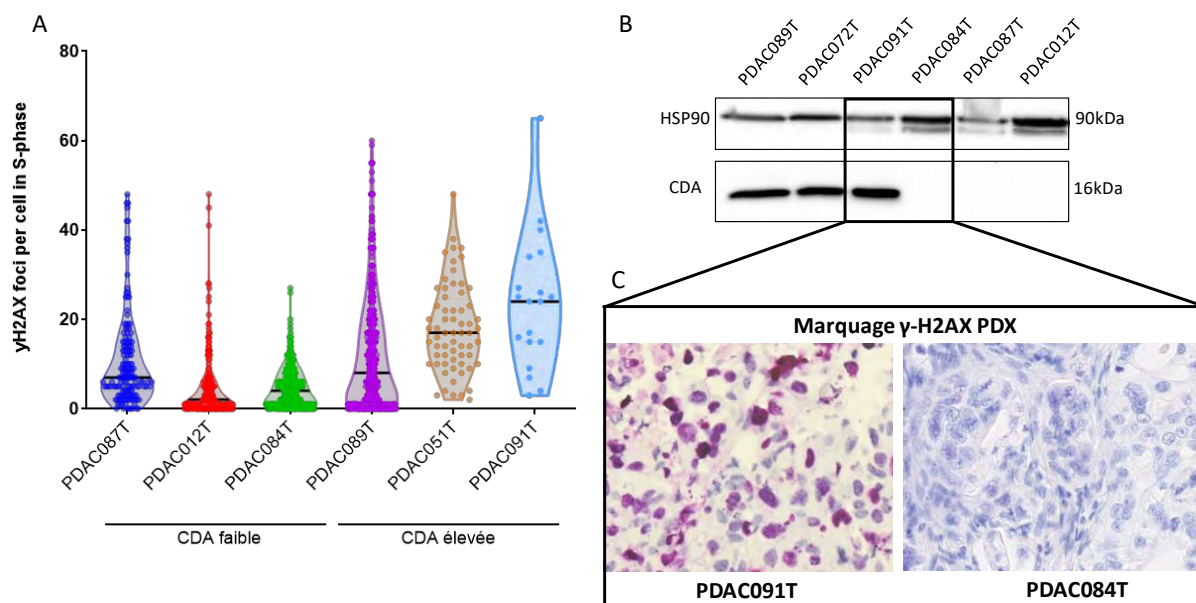 A
80
60
40
20
0
yH2AX foci per cell in S-phase
PDAC087T
PDAC012T
PDAC084T
PDAC089T
PDAC051T
PDAC091T
CDA faible
CDA élevée
B
PDAC089T
PDAC072T
PDAC091T
PDAC084T
PDAC087T
PDAC012T
HSP90
90kDa
CDA
16kDa
C
Marquage γ-H2AX PDX
PDAC091T
PDAC084T